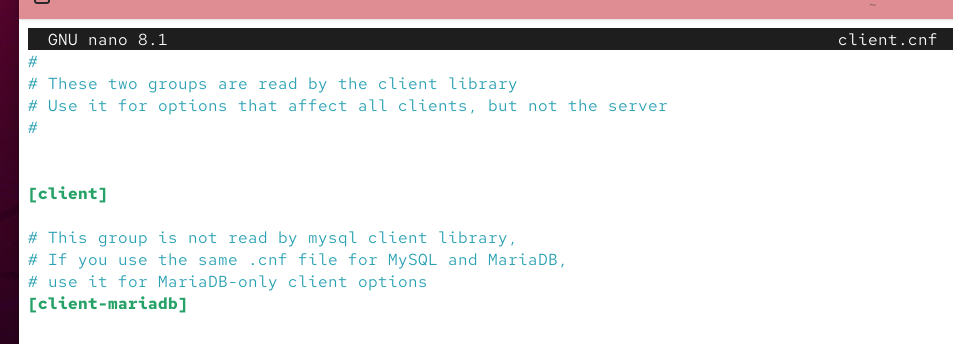 GNU nano 8.1 client.cnf
#
# These two groups are read by the client library
# Use it for options that affect all clients, but not the server
#
[client]
# This group is not read by mysql client library,
# If you use the same .cnf file for MySQL and MariaDB,
# use it for MariaDB-only client options
[client-mariadb]